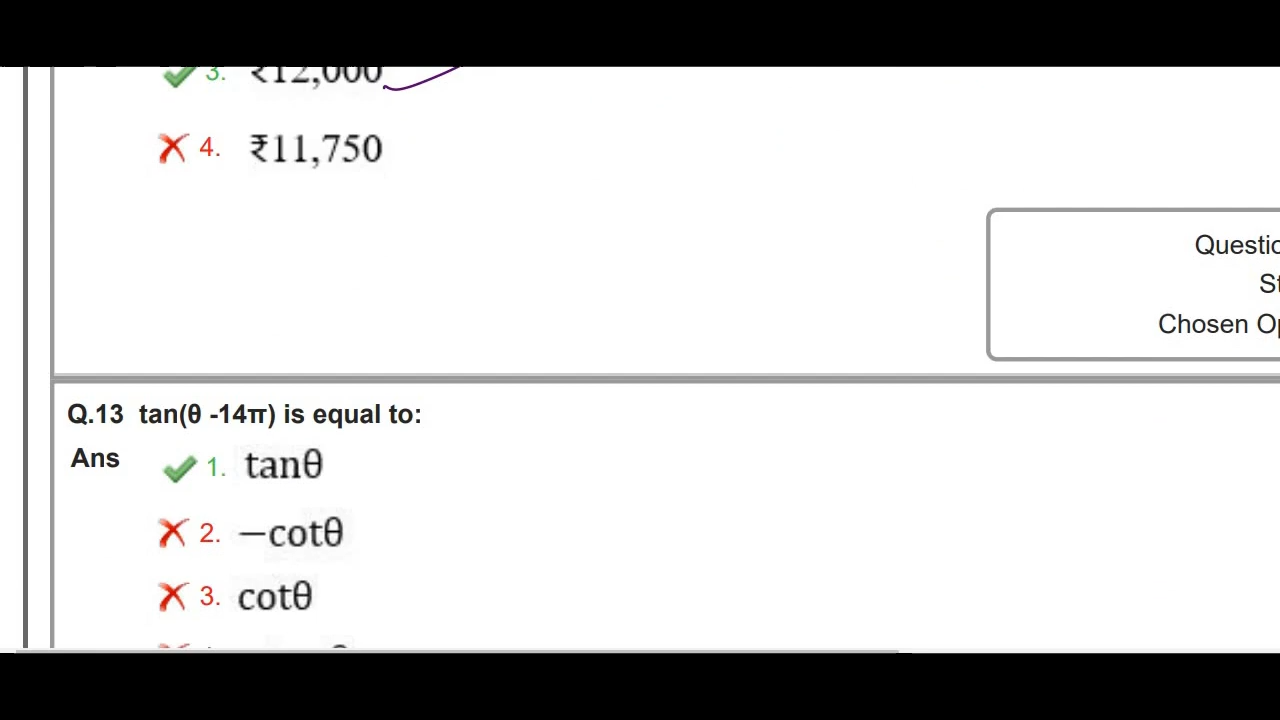 3. ₹12,000
4. ₹11,750
Questio
St
Chosen Op
Q.13 tan(θ -14π) is equal to:
Ans 1. tanθ
2. −cotθ
3. cotθ